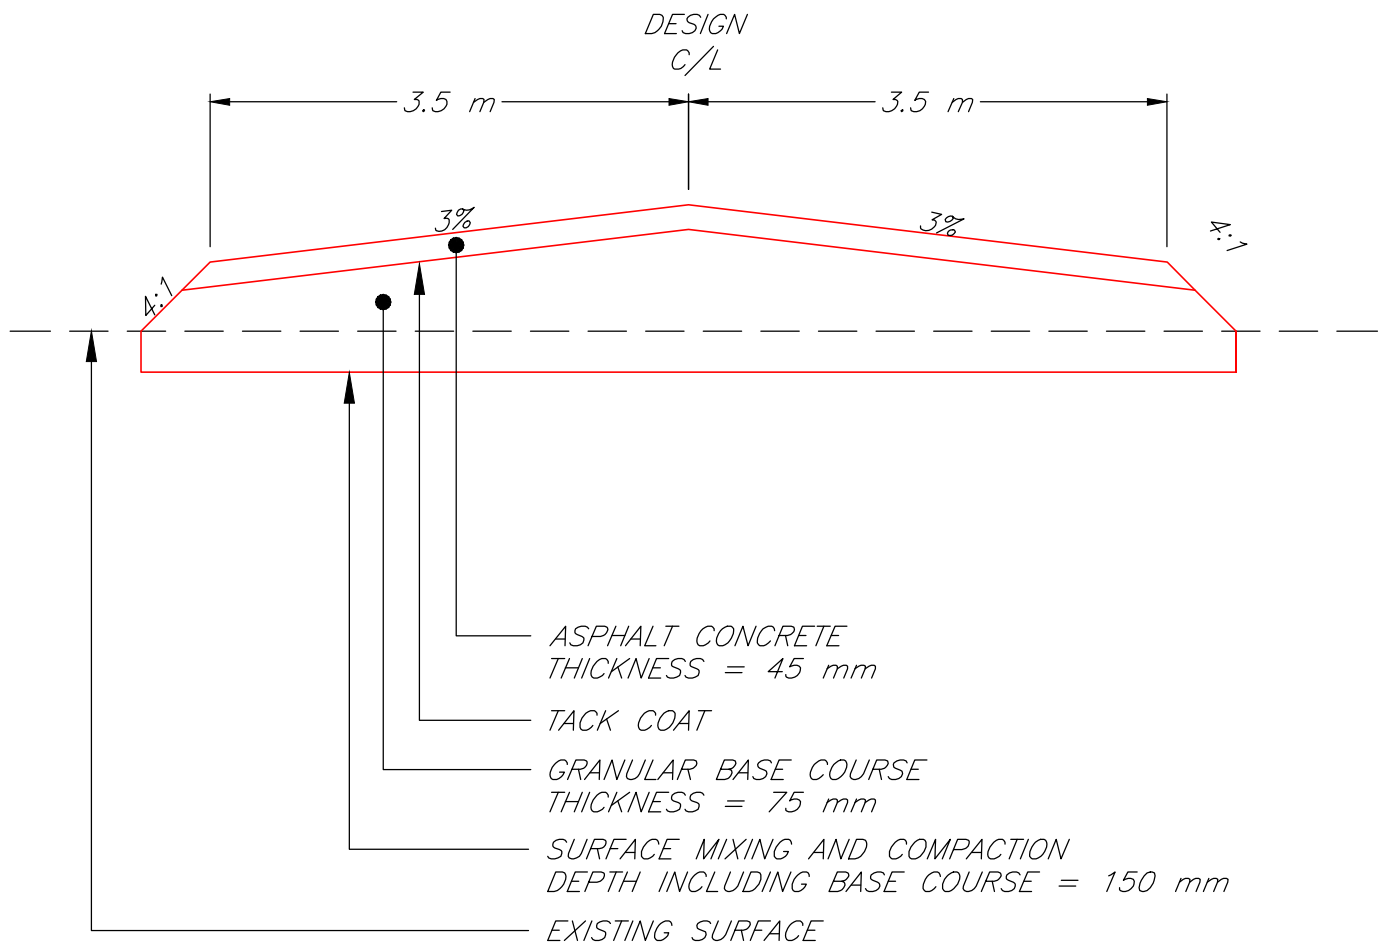 DESIGN
C/L
3.5 m 3.5 m
3% 3%
4:1 4:1
ASPHALT CONCRETE
THICKNESS = 45 mm
TACK COAT
GRANULAR BASE COURSE
THICKNESS = 75 mm
SURFACE MIXING AND COMPACTION
DEPTH INCLUDING BASE COURSE = 150 mm
EXISTING SURFACE